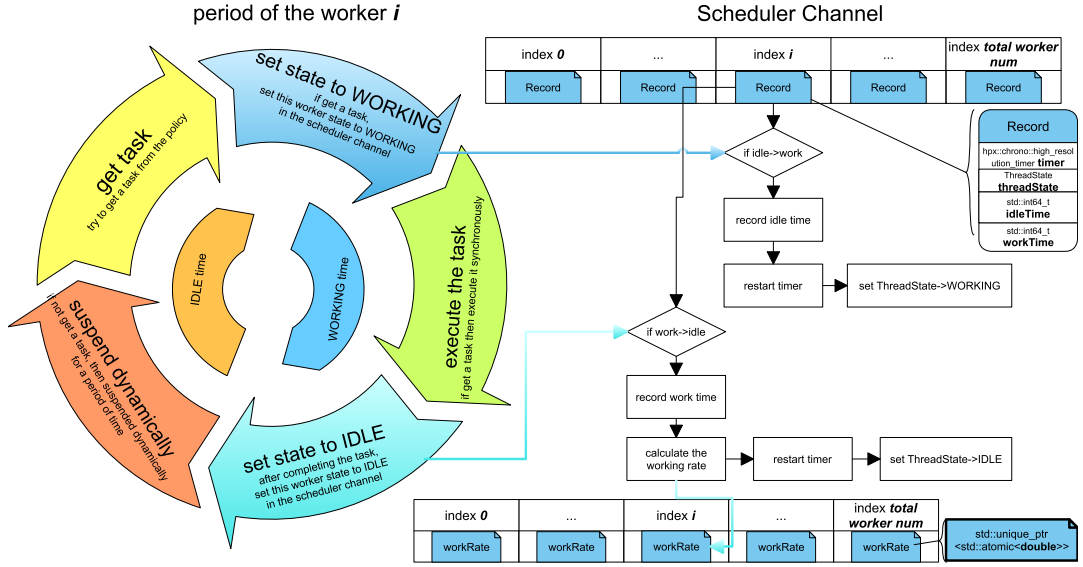 period of the worker i
set state to WORKING
if get a task,
set this worker state to WORKING
in the scheduler channel
get task
try to get a task from the policy
execute the task
if get a task then execute it synchronously
IDLE time
WORKING time
suspend dynamically
if not get a task, then suspended dynamically
for a period of time
set state to IDLE
after completing the task,
set this worker state to IDLE
in the scheduler channel
Scheduler Channel
index 0
...
index i
...
index total worker
num
Record
Record
Record
Record
Record
if idle->work
record idle time
restart timer
set ThreadState->WORKING
Record
hpx::chrono::high_resol
ution_timer timer
ThreadState
threadState
std::int64_t
idleTime
std::int64_t
workTime
if work->idle
record work time
calculate the
working rate
restart timer
set ThreadState->IDLE
index 0
...
index i
...
index total
worker num
workRate
workRate
workRate
workRate
workRate
std::unique_ptr
<std::atomic<double>>